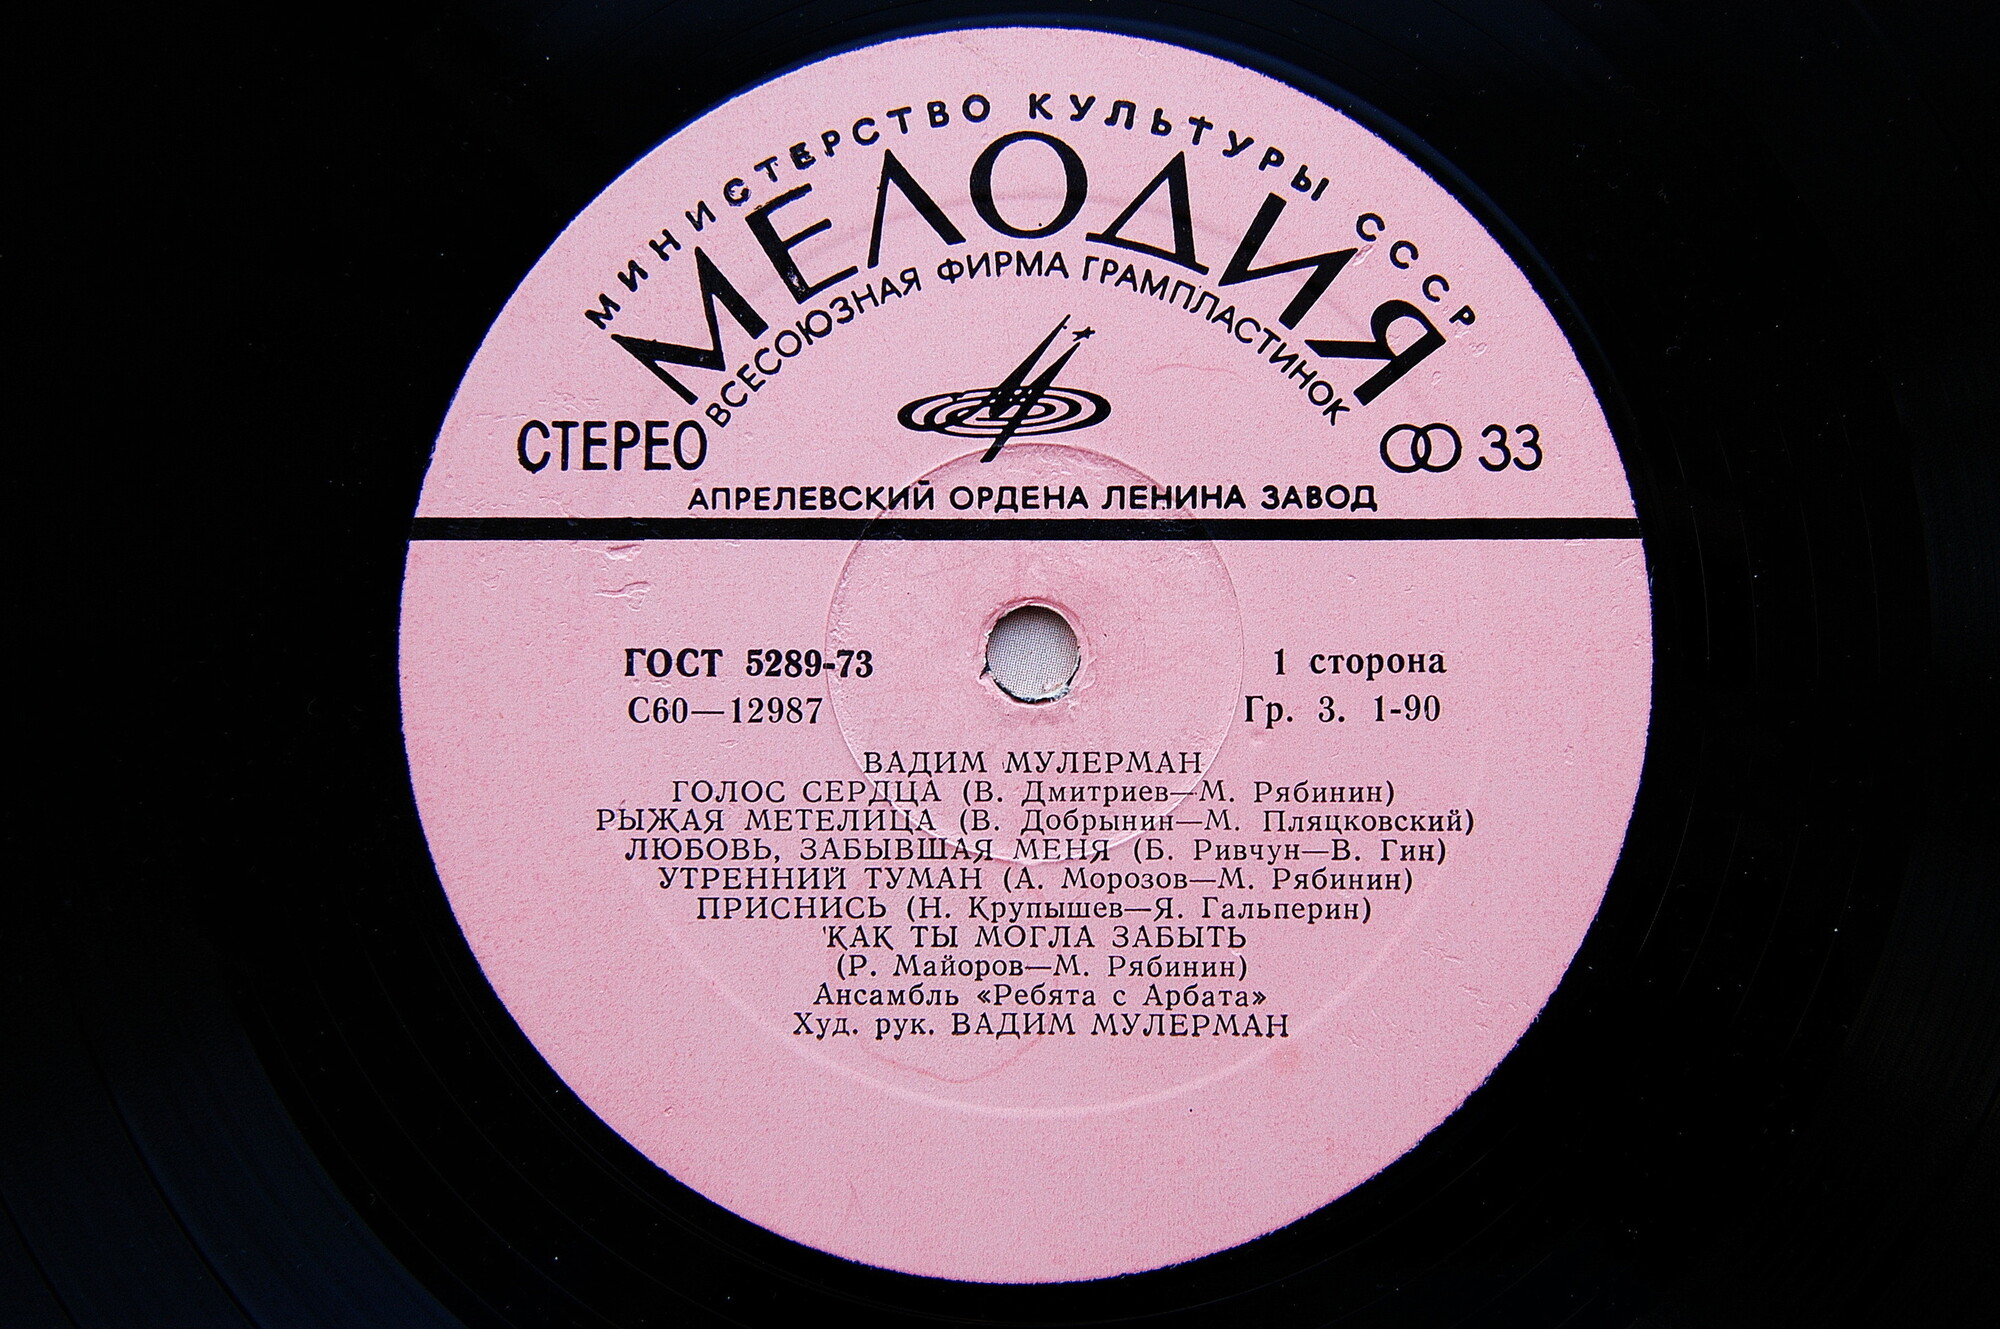 МИНИСТЕРСТВО КУЛЬТУРЫ СССР
МЕЛОДИЯ
ВСЕСОЮЗНАЯ ФИРМА ГРАМПЛАСТИНОК
СТЕРЕО
33
АПРЕЛЕВСКИЙ ОРДЕНА ЛЕНИНА ЗАВОД
ГОСТ 5289-73
1 сторона
С60—12987
Гр. 3. 1-90
ВАДИМ МУЛЕРМАН
ГОЛОС СЕРДЦА (В. Дмитриев—М. Рябинин)
РЫЖАЯ МЕТЕЛИЦА (В. Добрынин—М. Пляцковский)
ЛЮБОВЬ, ЗАБЫВШАЯ МЕНЯ (Б. Ривчун—В. Гин)
УТРЕННИЙ ТУМАН (А. Морозов—М. Рябинин)
ПРИСНИСЬ (Н. Крупышев—Я. Гальперин)
КАК ТЫ МОГЛА ЗАБЫТЬ
(Р. Майоров—М. Рябинин)
Ансамбль «Ребята с Арбата»
Худ. рук. ВАДИМ МУЛЕРМАН